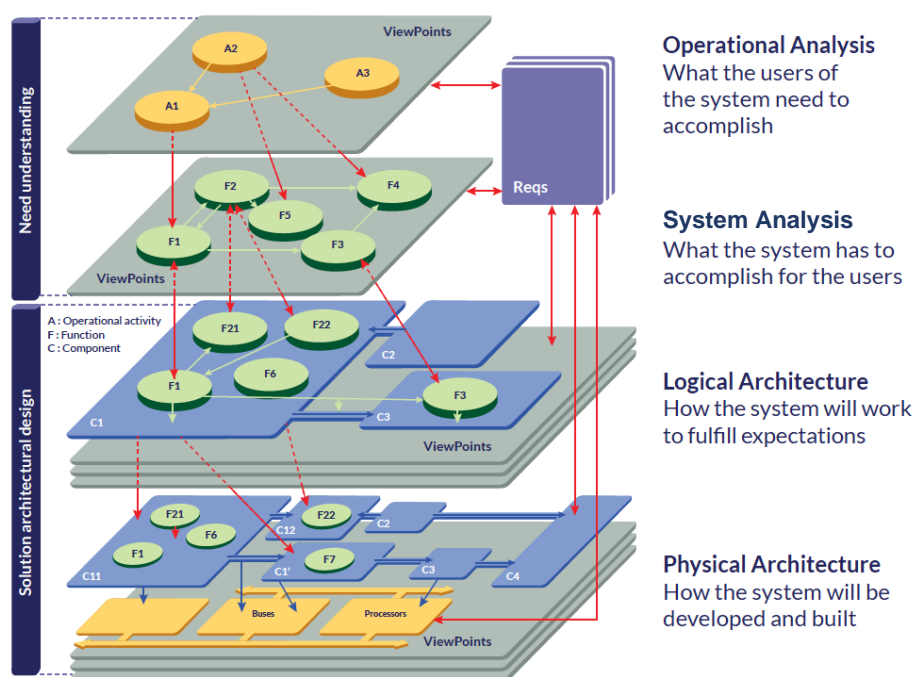 Need understanding
ViewPoints
A2
A3
A1
Operational Analysis
What the users of
the system need to
accomplish
Reqs
F2
F4
F5
F1
F3
ViewPoints
System Analysis
What the system has to
accomplish for the users
Solution architectural design
A : Operational activity
F : Function
C : Component
F21
F22
C2
F6
F1
F3
C1
C3
ViewPoints
Logical Architecture
How the system will work
to fulfill expectations
F21
F22
C2
F6
C12
F1
F7
C3
C11
C1'
C4
Buses
Processors
ViewPoints
Physical Architecture
How the system will be
developed and built